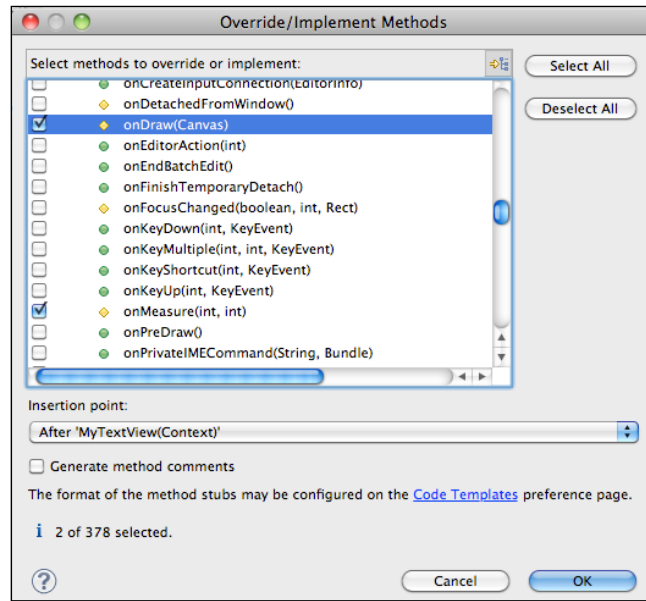 Override/Implement Methods
Select methods to override or implement:
Select All
Deselect All
onCreateInputConnection(EditorInfo)
onDetachedFromWindow()
onDraw(Canvas)
onEditorAction(int)
onEndBatchEdit()
onFinishTemporaryDetach()
onFocusChanged(boolean, int, Rect)
onKeyDown(int, KeyEvent)
onKeyMultiple(int, int, KeyEvent)
onKeyShortcut(int, KeyEvent)
onKeyUp(int, KeyEvent)
onMeasure(int, int)
onPreDraw()
onPrivateIMECommand(String, Bundle)
Insertion point:
After 'MyTextView(Context)'
Generate method comments
The format of the method stubs may be configured on the Code Templates preference page.
i 2 of 378 selected.
? Cancel OK